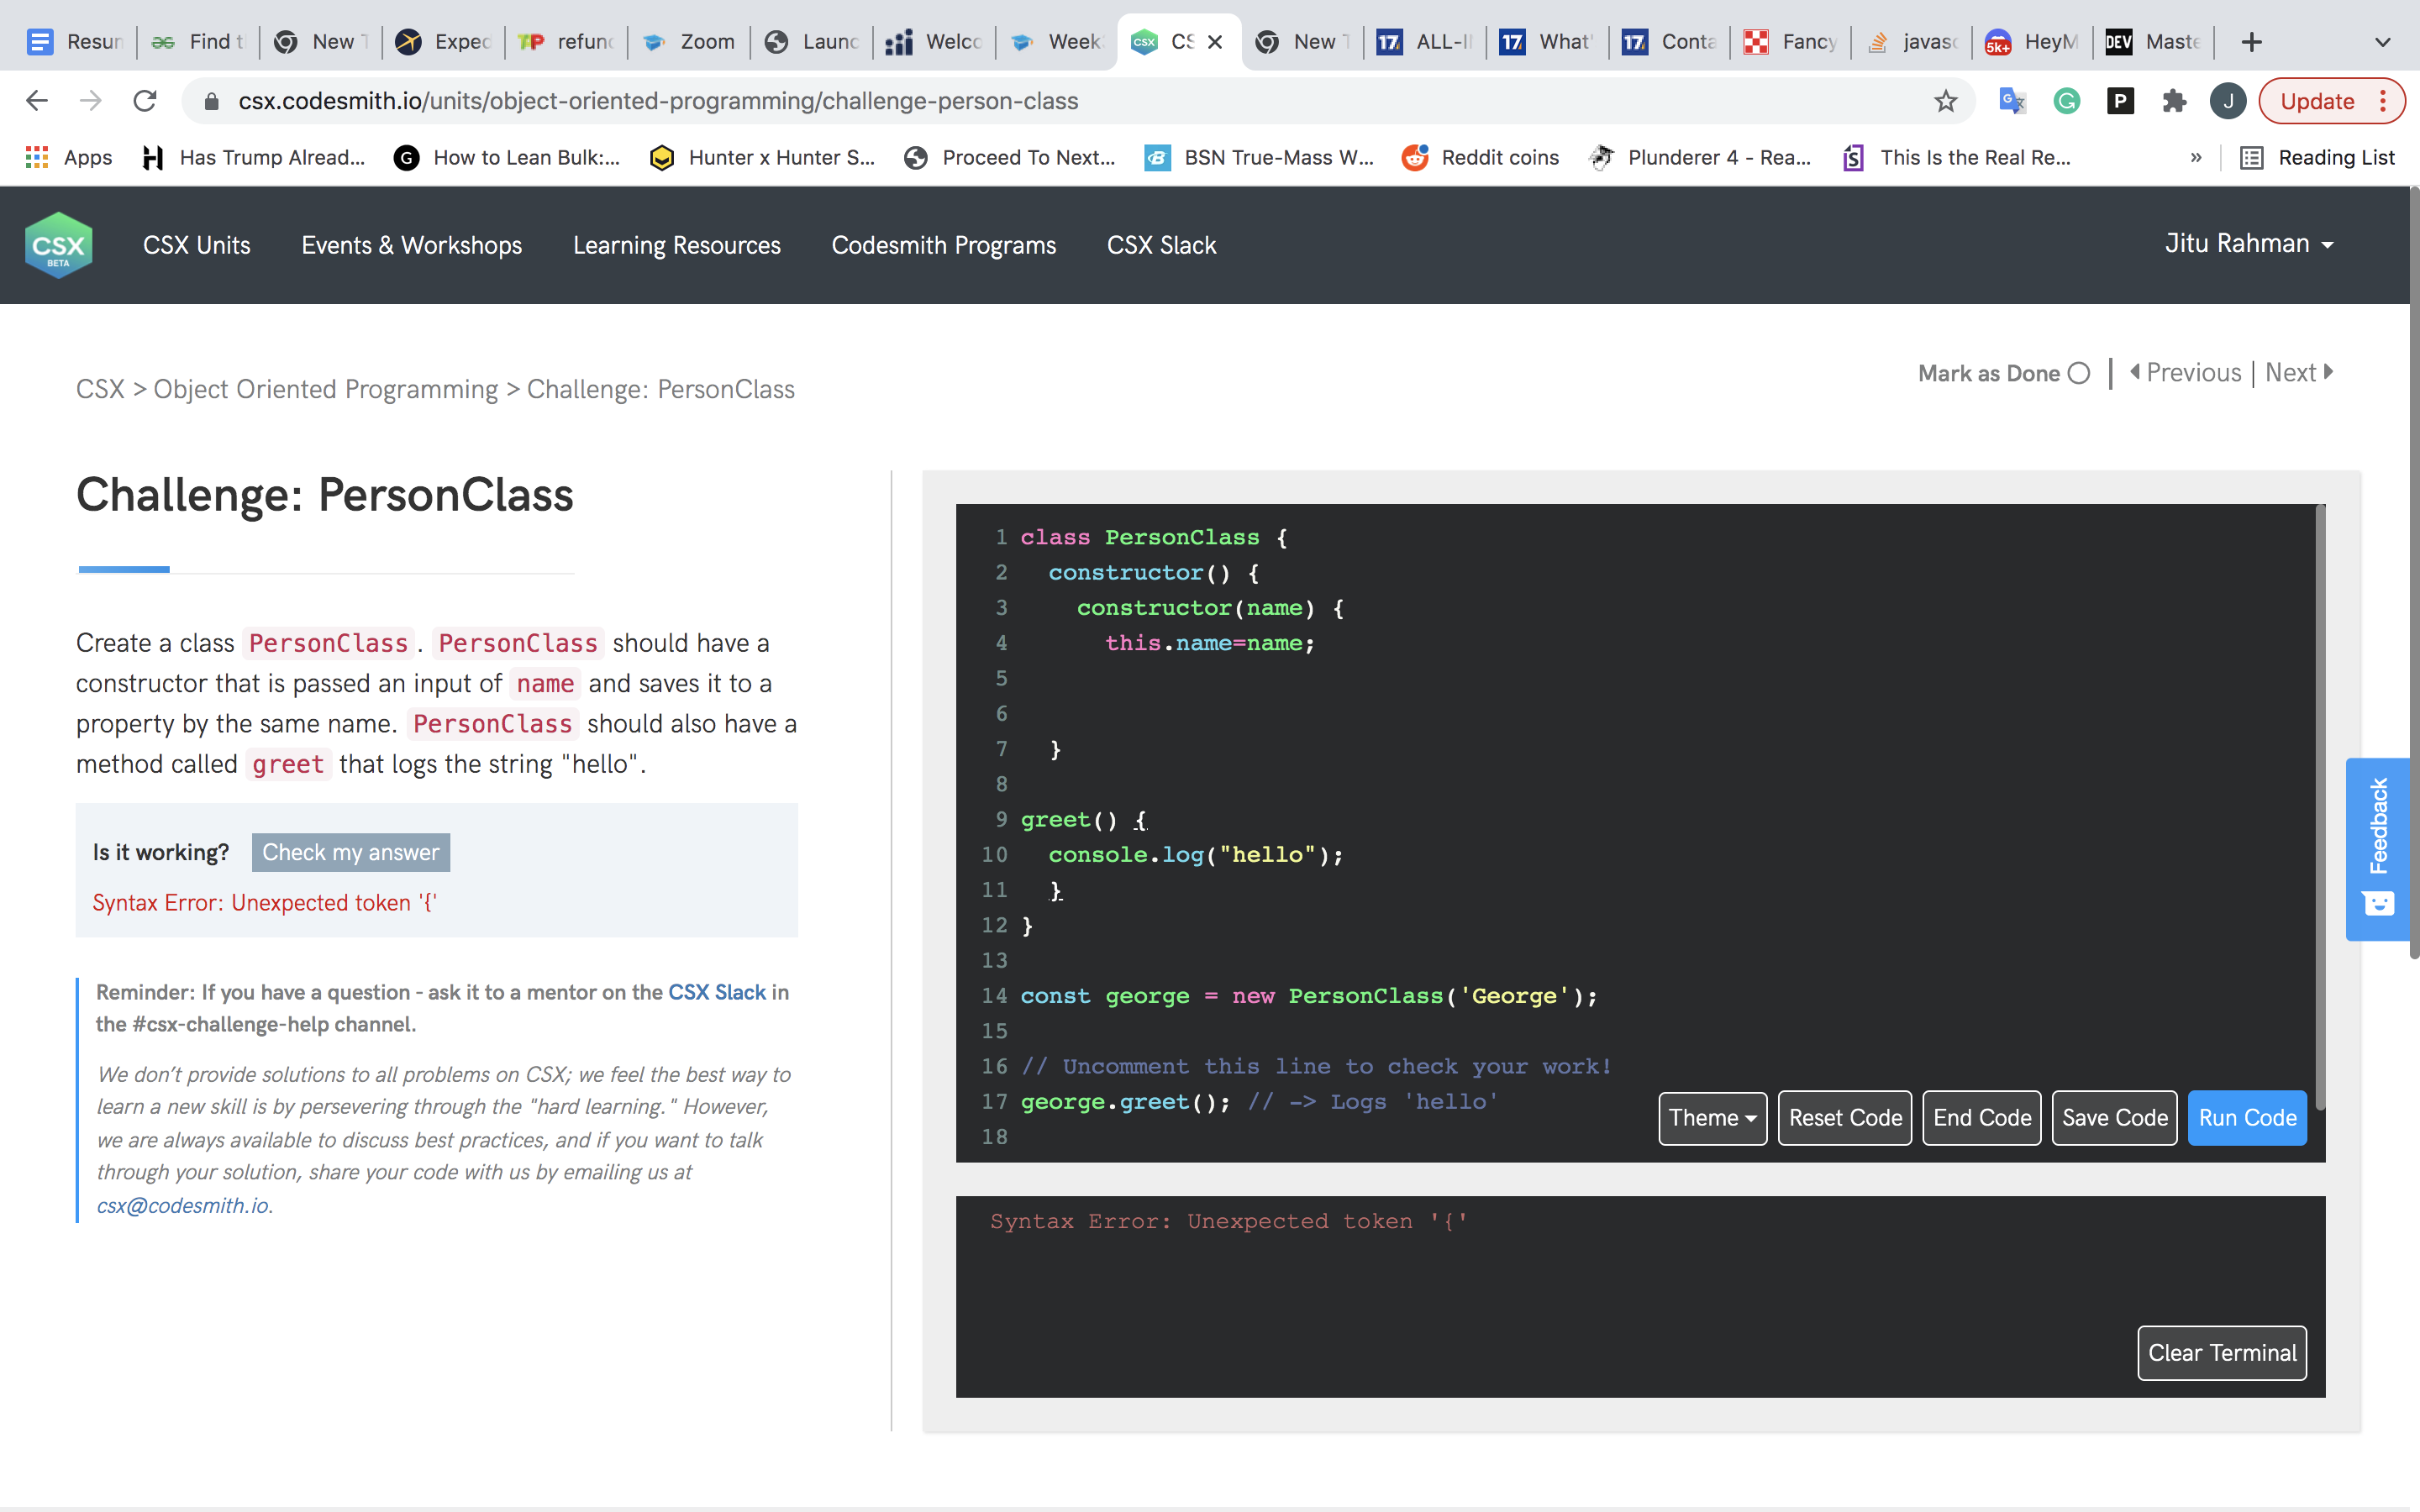 Resun Find t New T Exped refund Zoom Launc Welco Week CS New T ALL-I What' Conta Fancy javasc HeyM Maste
csx.codesmith.io/units/object-oriented-programming/challenge-person-class Update
Apps Has Trump Alread... How to Lean Bulk:... Hunter x Hunter S... Proceed To Next... BSN True-Mass W... Reddit coins Plunderer 4 - Rea... This Is the Real Re... » Reading List
CSX BETA CSX Units Events & Workshops Learning Resources Codesmith Programs CSX Slack Jitu Rahman
Mark as Done Previous | Next
CSX > Object Oriented Programming > Challenge: PersonClass
Challenge: PersonClass
Create a class PersonClass. PersonClass should have a
constructor that is passed an input of name and saves it to a
property by the same name. PersonClass should also have a
method called greet that logs the string "hello".
Is it working? Check my answer
Syntax Error: Unexpected token '{'
Reminder: If you have a question - ask it to a mentor on the CSX Slack in
the #csx-challenge-help channel.
We don't provide solutions to all problems on CSX; we feel the best way to
learn a new skill is by persevering through the "hard learning." However,
we are always available to discuss best practices, and if you want to talk
through your solution, share your code with us by emailing us at
csx@codesmith.io.
1 class PersonClass {
2 constructor() {
3 constructor(name) {
4 this.name=name;
5
6
7 }
8
9 greet() {
10 console.log("hello");
11 }
12 }
13
14 const george = new PersonClass('George');
15
16 // Uncomment this line to check your work!
17 george.greet(); // -> Logs 'hello'
18
Theme Reset Code End Code Save Code Run Code
Syntax Error: Unexpected token '{'
Clear Terminal
Feedback